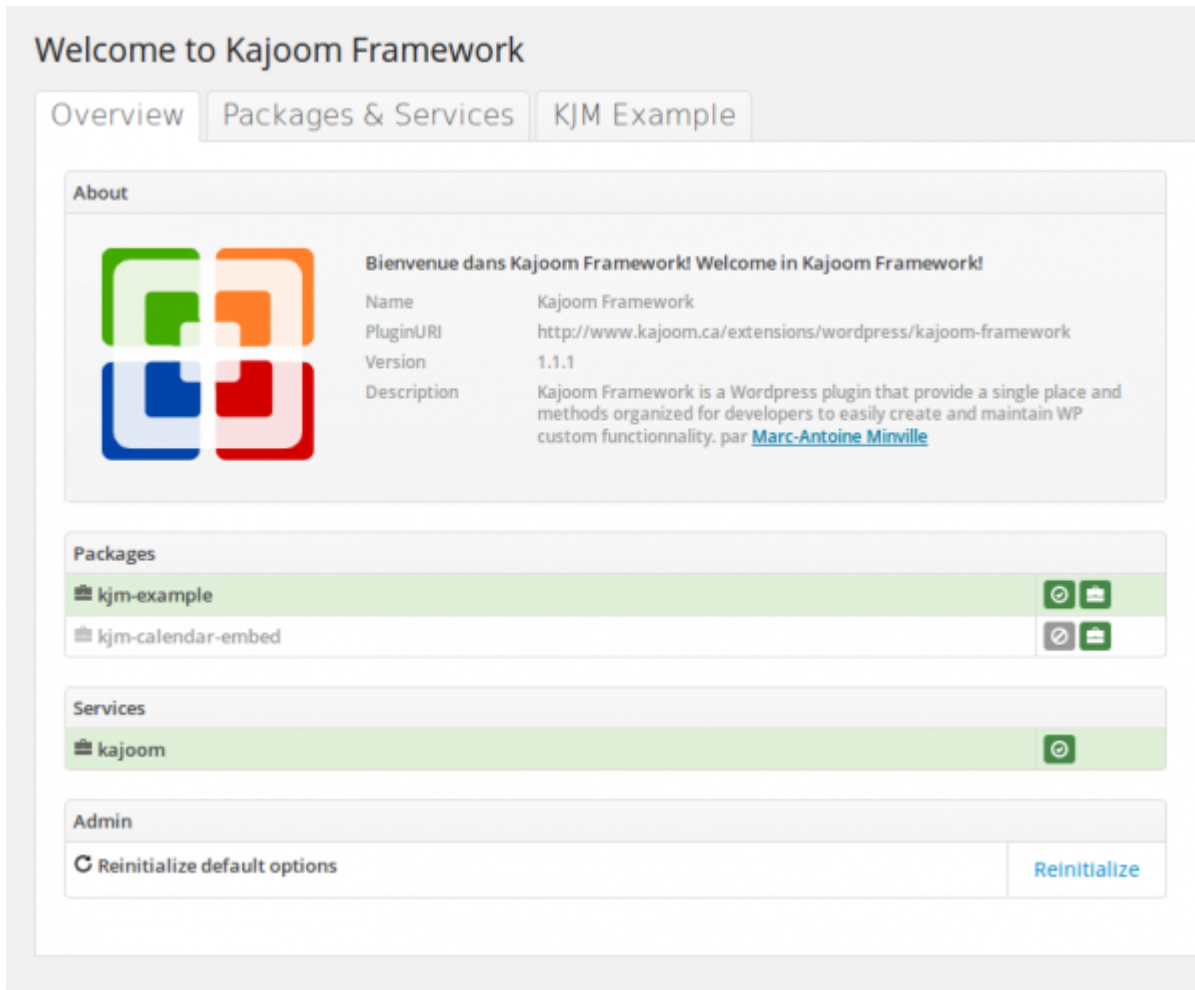 Welcome to Kajoom Framework
Overview
Packages & Services
KJM Example
About
Bienvenue dans Kajoom Framework! Welcome in Kajoom Framework!
Name Kajoom Framework
PluginURI http://www.kajoom.ca/extensions/wordpress/kajoom-framework
Version 1.1.1
Description Kajoom Framework is a Wordpress plugin that provide a single place and
methods organized for developers to easily create and maintain WP
custom functionnality. par Marc-Antoine Minville
Packages
kjm-example
kjm-calendar-embed
Services
kajoom
Admin
Reinitialize default options
Reinitialize